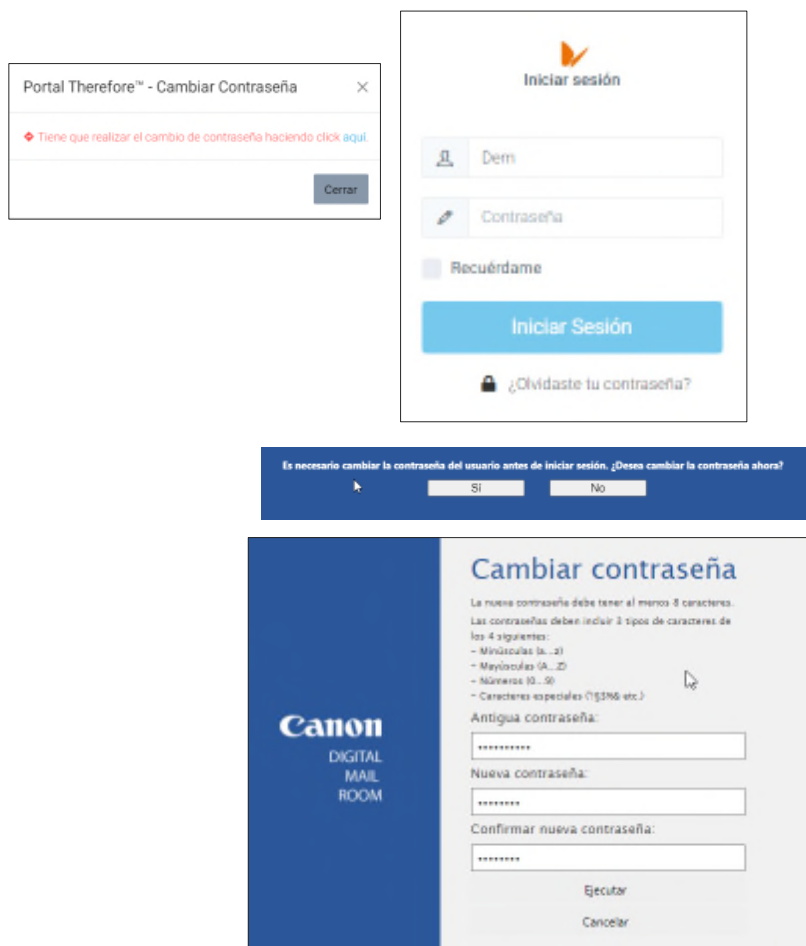 Portal Therefore™ - Cambiar Contraseña
Tiene que realizar el cambio de contraseña haciendo click aquí.
Cerrar
Iniciar sesión
Dem
Contraseña
Recuérdame
Iniciar Sesión
¿Olvidaste tu contraseña?
Es necesario cambiar la contraseña del usuario antes de iniciar sesión. ¿Desea cambiar la contraseña ahora?
Sí No
Canon
DIGITAL
MAIL
ROOM
Cambiar contraseña
La nueva contraseña debe tener al menos 8 caracteres.
Las contraseñas deben incluir 3 tipos de caracteres de
los 4 siguientes:
- Minúsculas (a...z)
- Mayúsculas (A...Z)
- Números (0...9)
- Caracteres especiales (!§$%& etc.)
Antigua contraseña:
Nueva contraseña:
Confirmar nueva contraseña:
Ejecutar
Cancelar